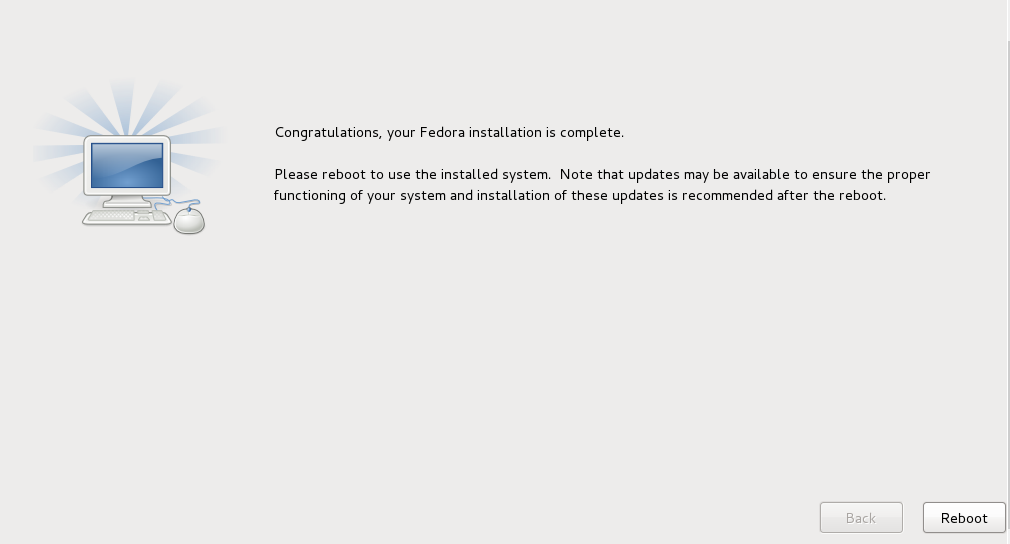 Congratulations, your Fedora installation is complete.
Please reboot to use the installed system.  Note that updates may be available to ensure the proper
functioning of your system and installation of these updates is recommended after the reboot.
Back
Reboot